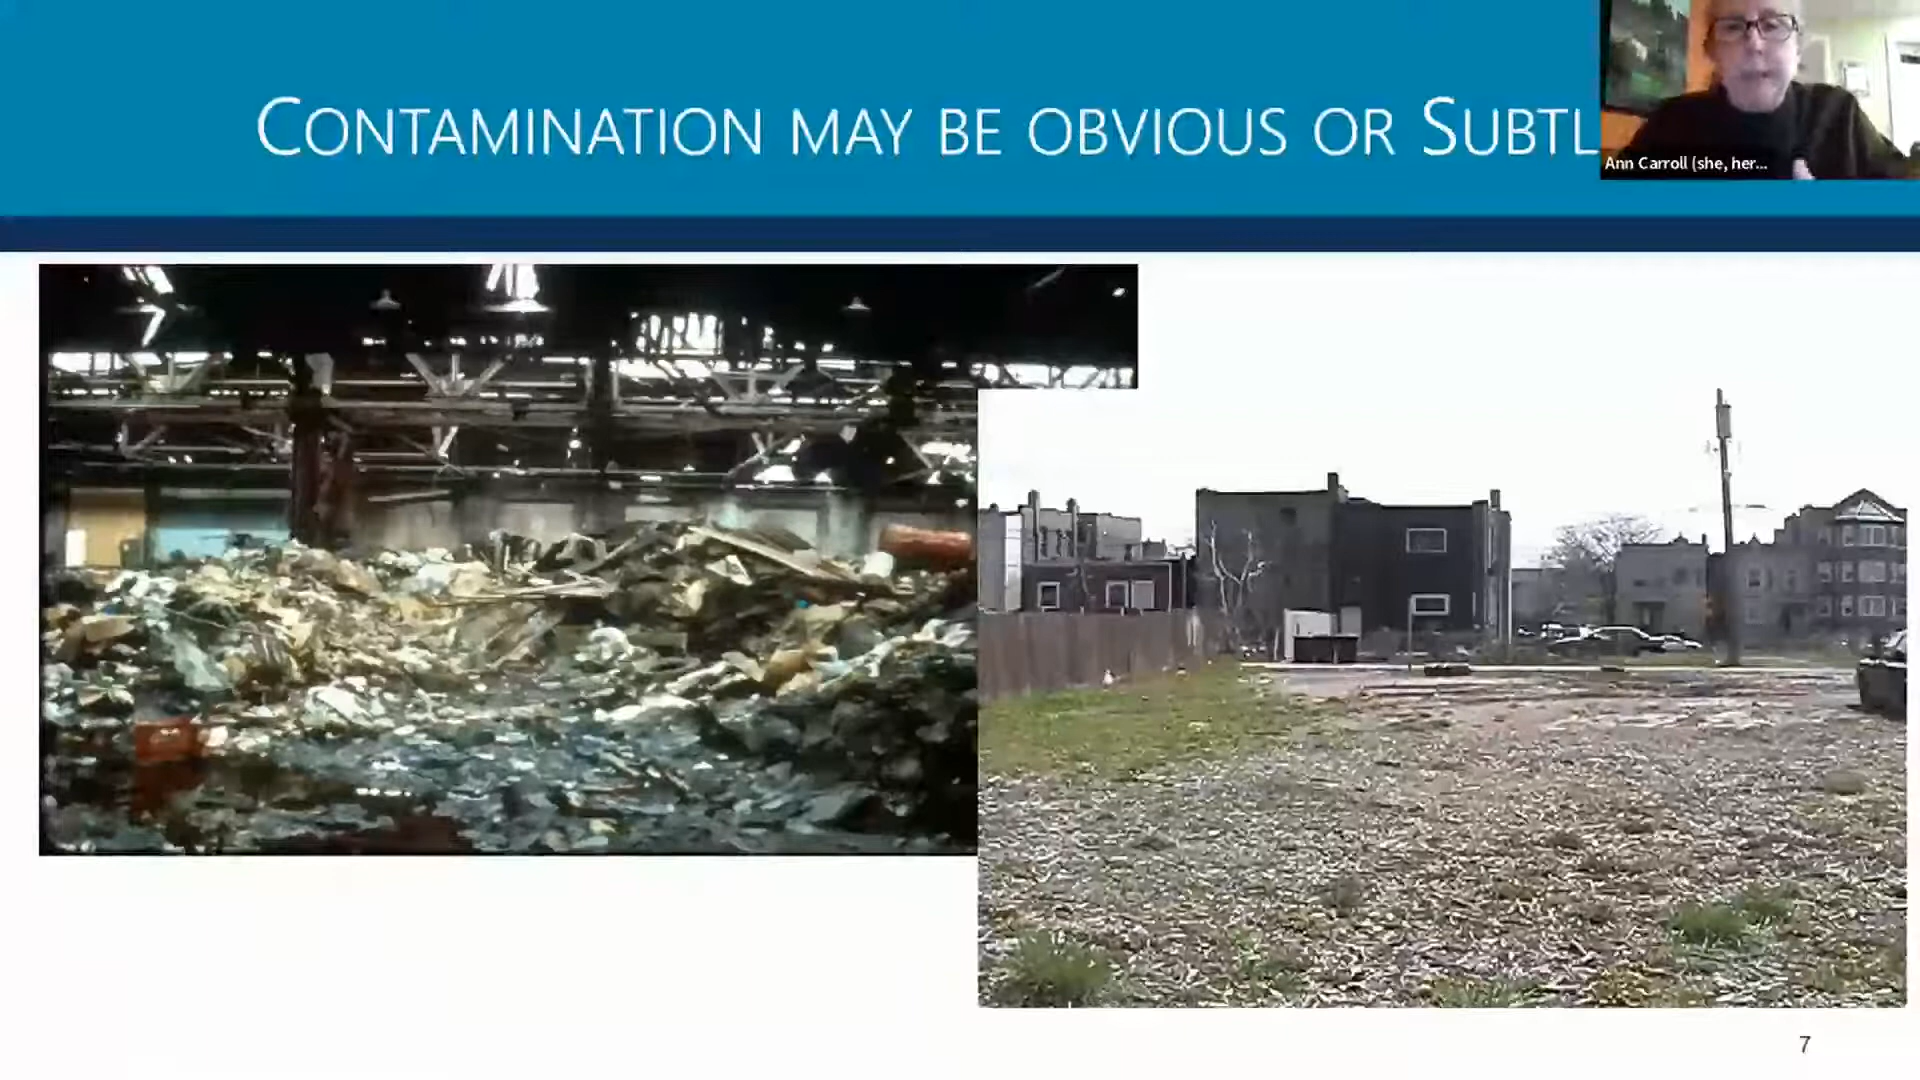 Contamination may be obvious or Subtl
Ann Carroll (she, her...
7